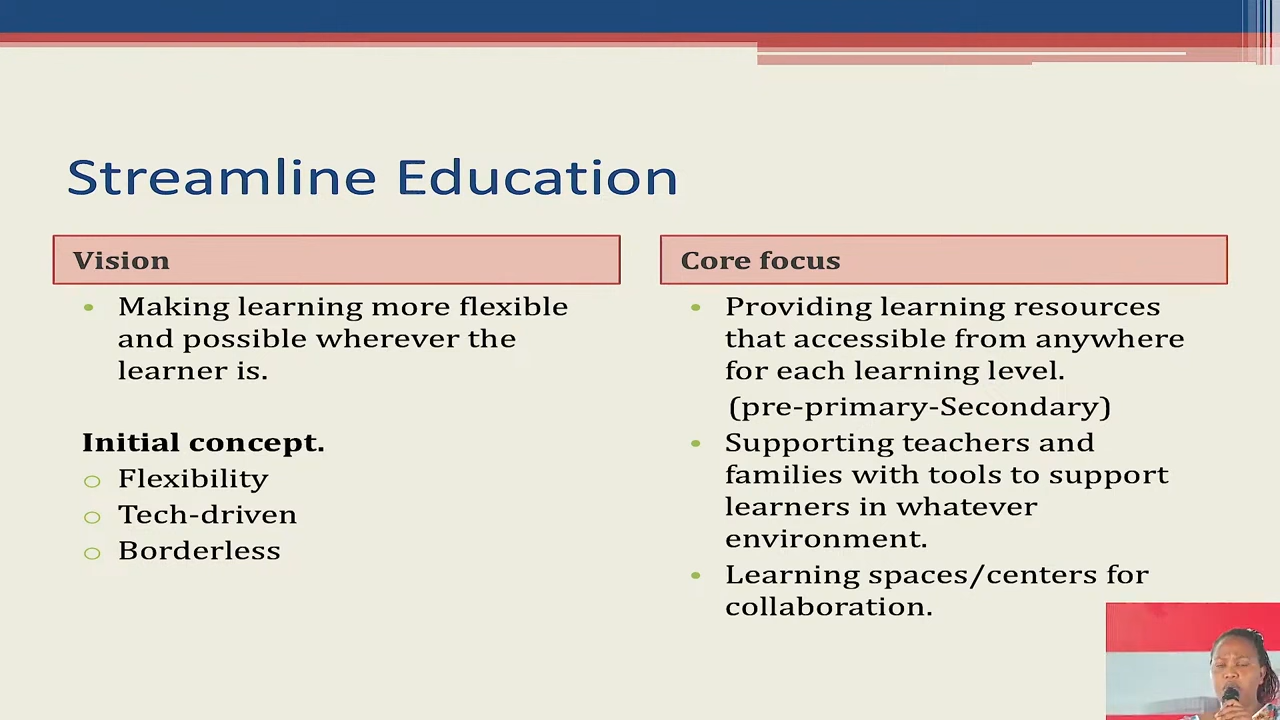 Streamline Education
Vision
• Making learning more flexible
and possible wherever the
learner is.
Initial concept.
○ Flexibility
○ Tech-driven
○ Borderless
Core focus
• Providing learning resources
that accessible from anywhere
for each learning level.
(pre-primary-Secondary)
• Supporting teachers and
families with tools to support
learners in whatever
environment.
• Learning spaces/centers for
collaboration.